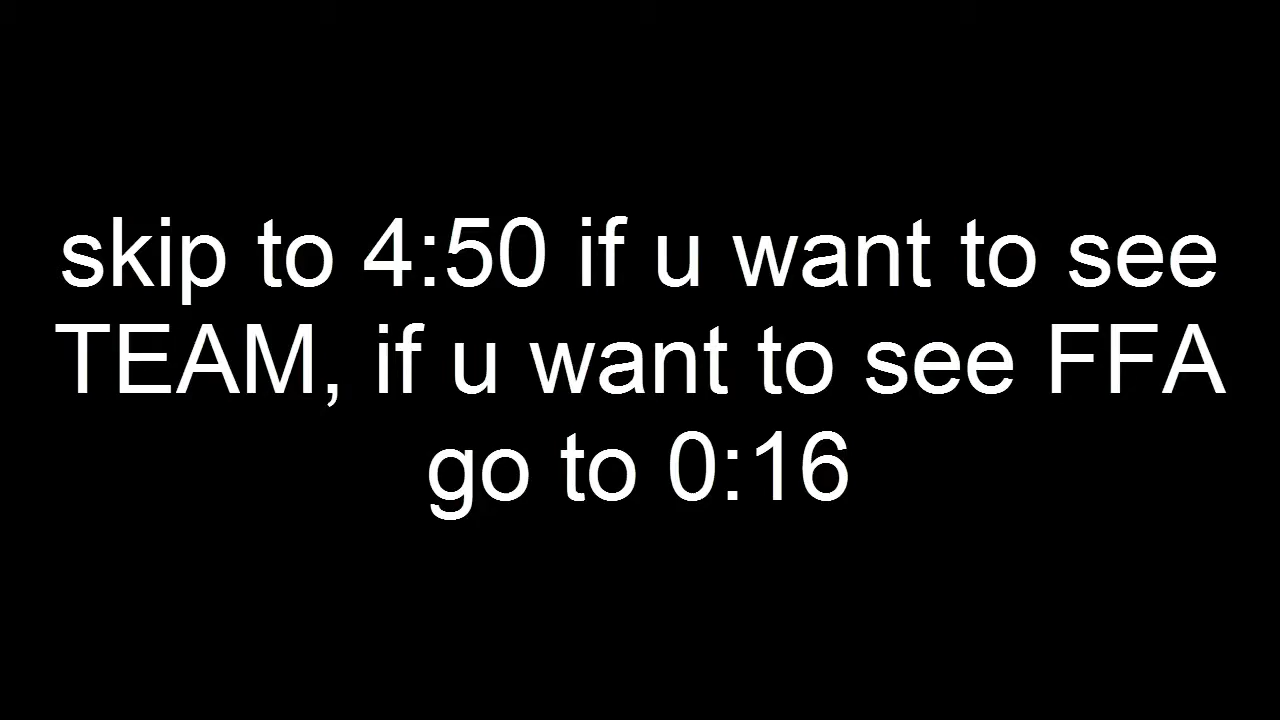 skip to 4:50 if u want to see
TEAM, if u want to see FFA
go to 0:16